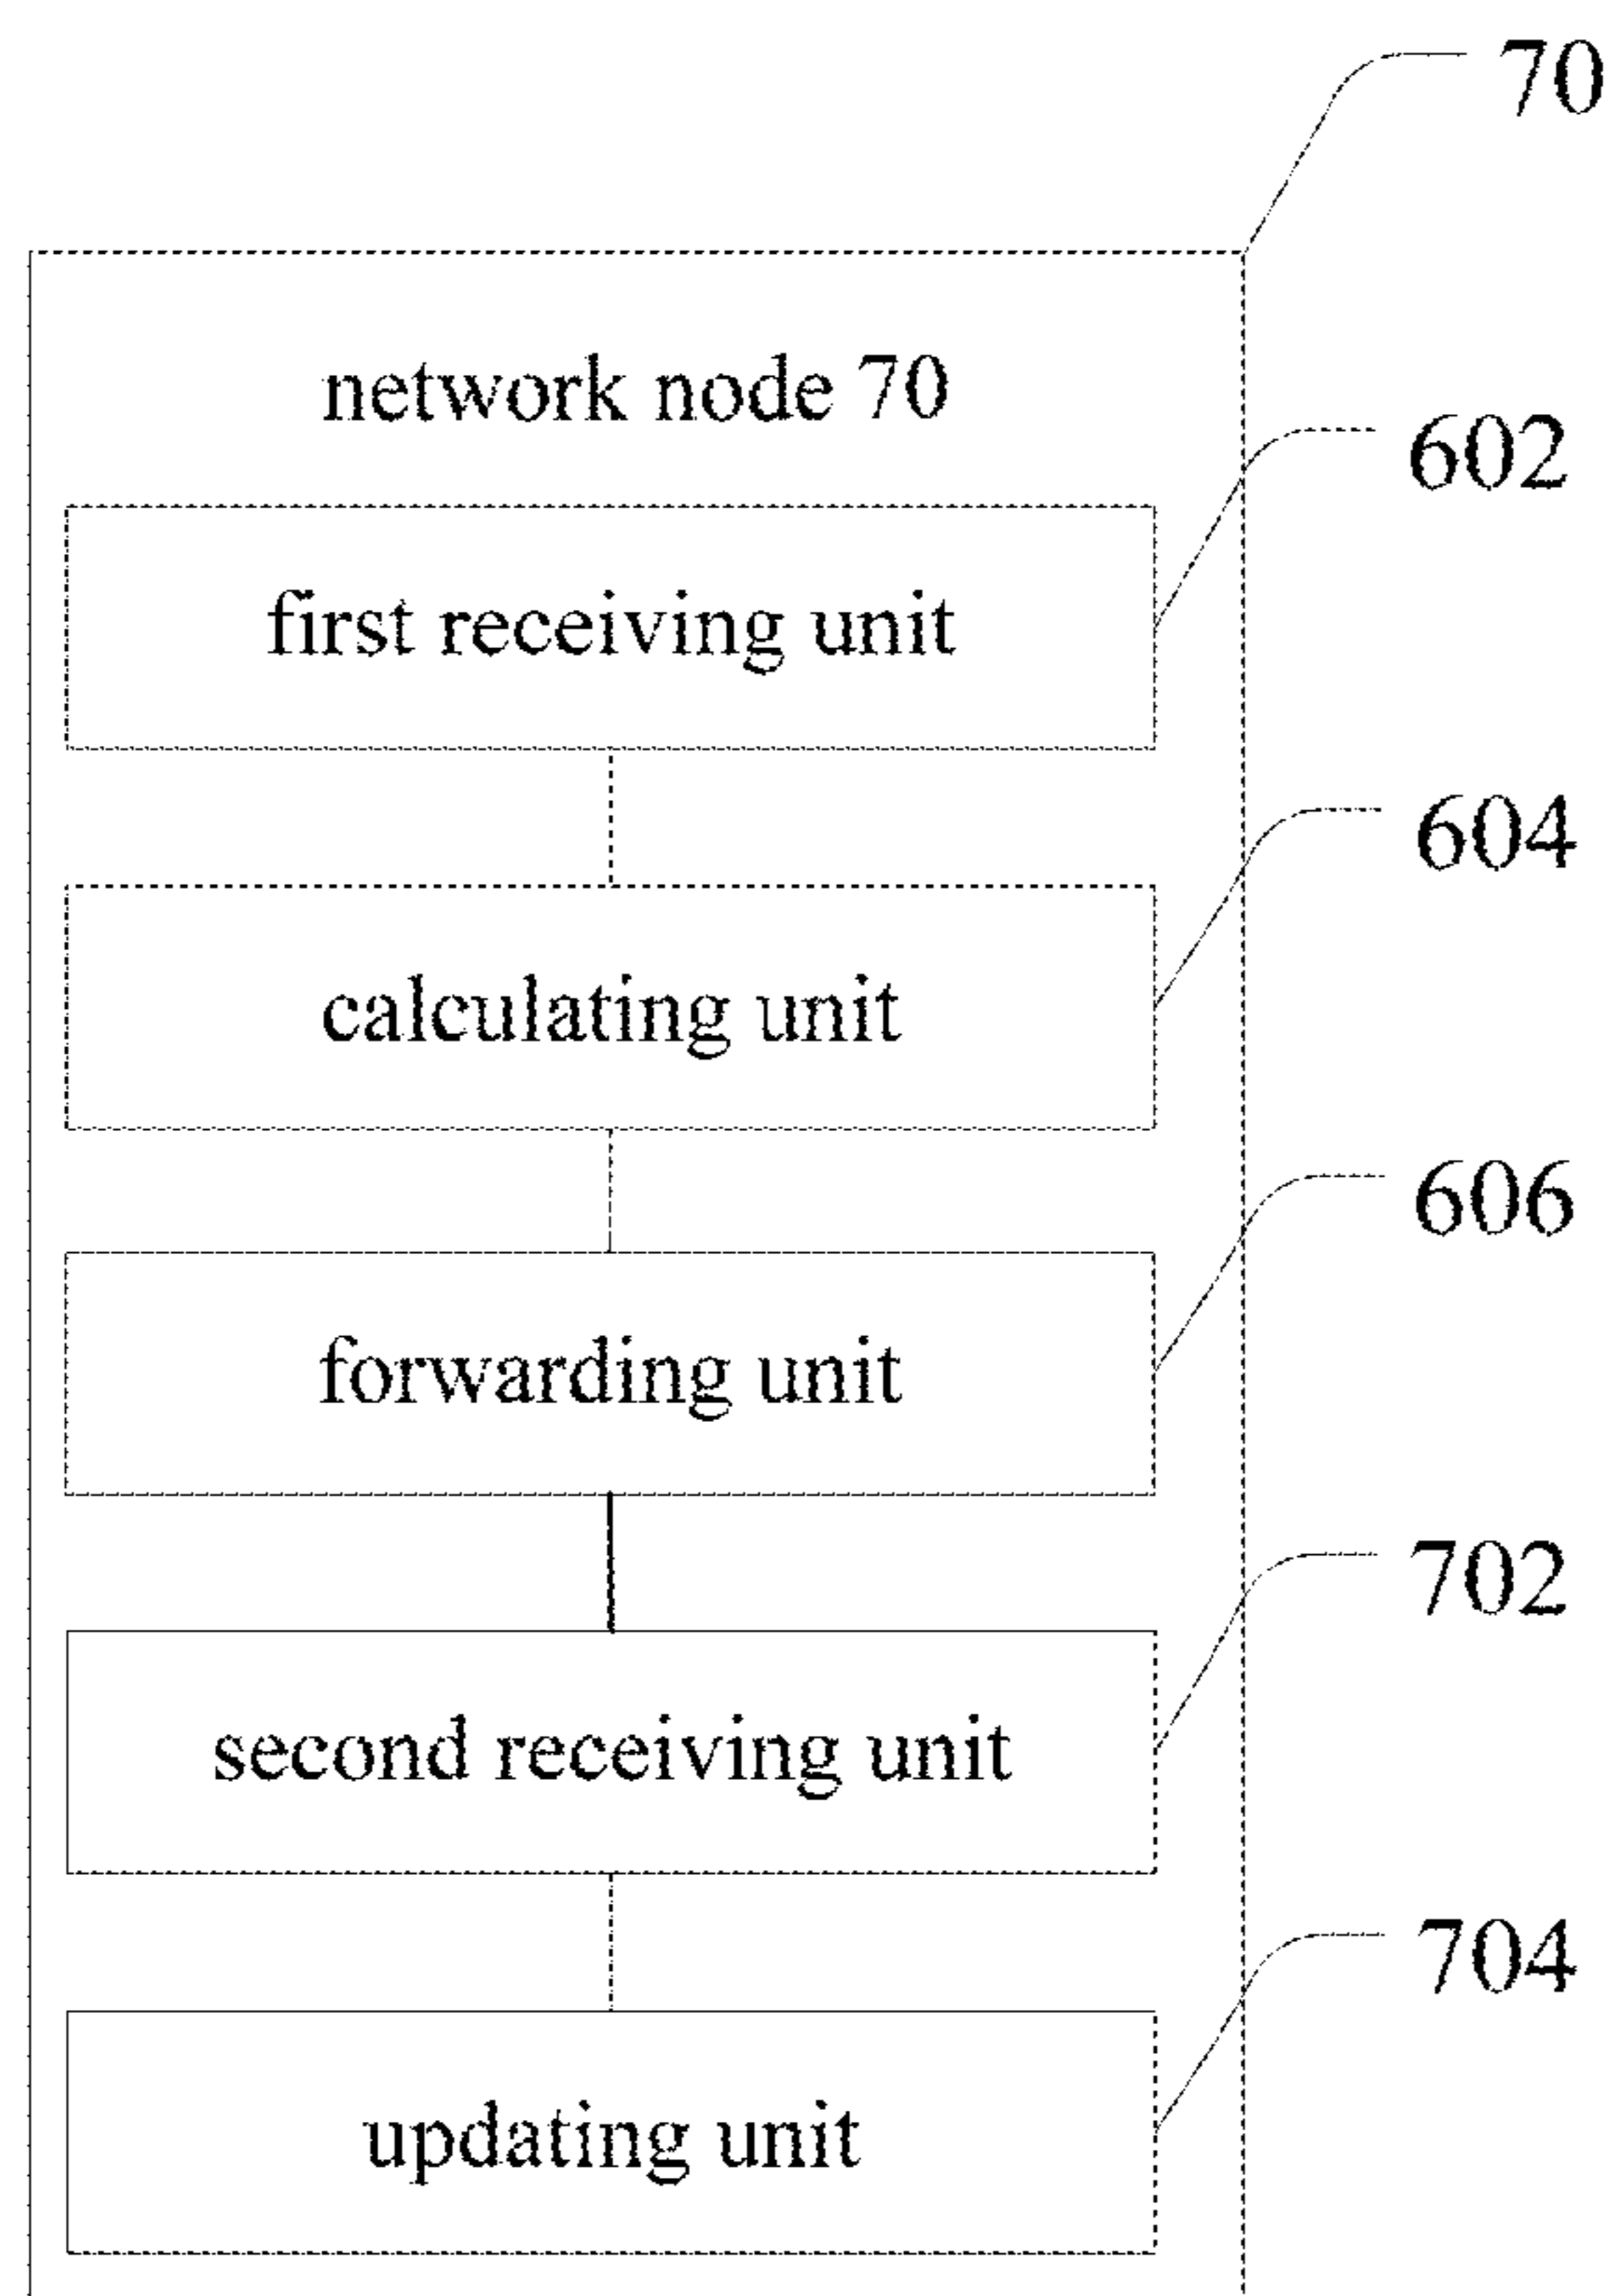 70
network node 70
602
first receiving unit
604
calculating unit
606
forwarding unit
702
second receiving unit
704
updating unit